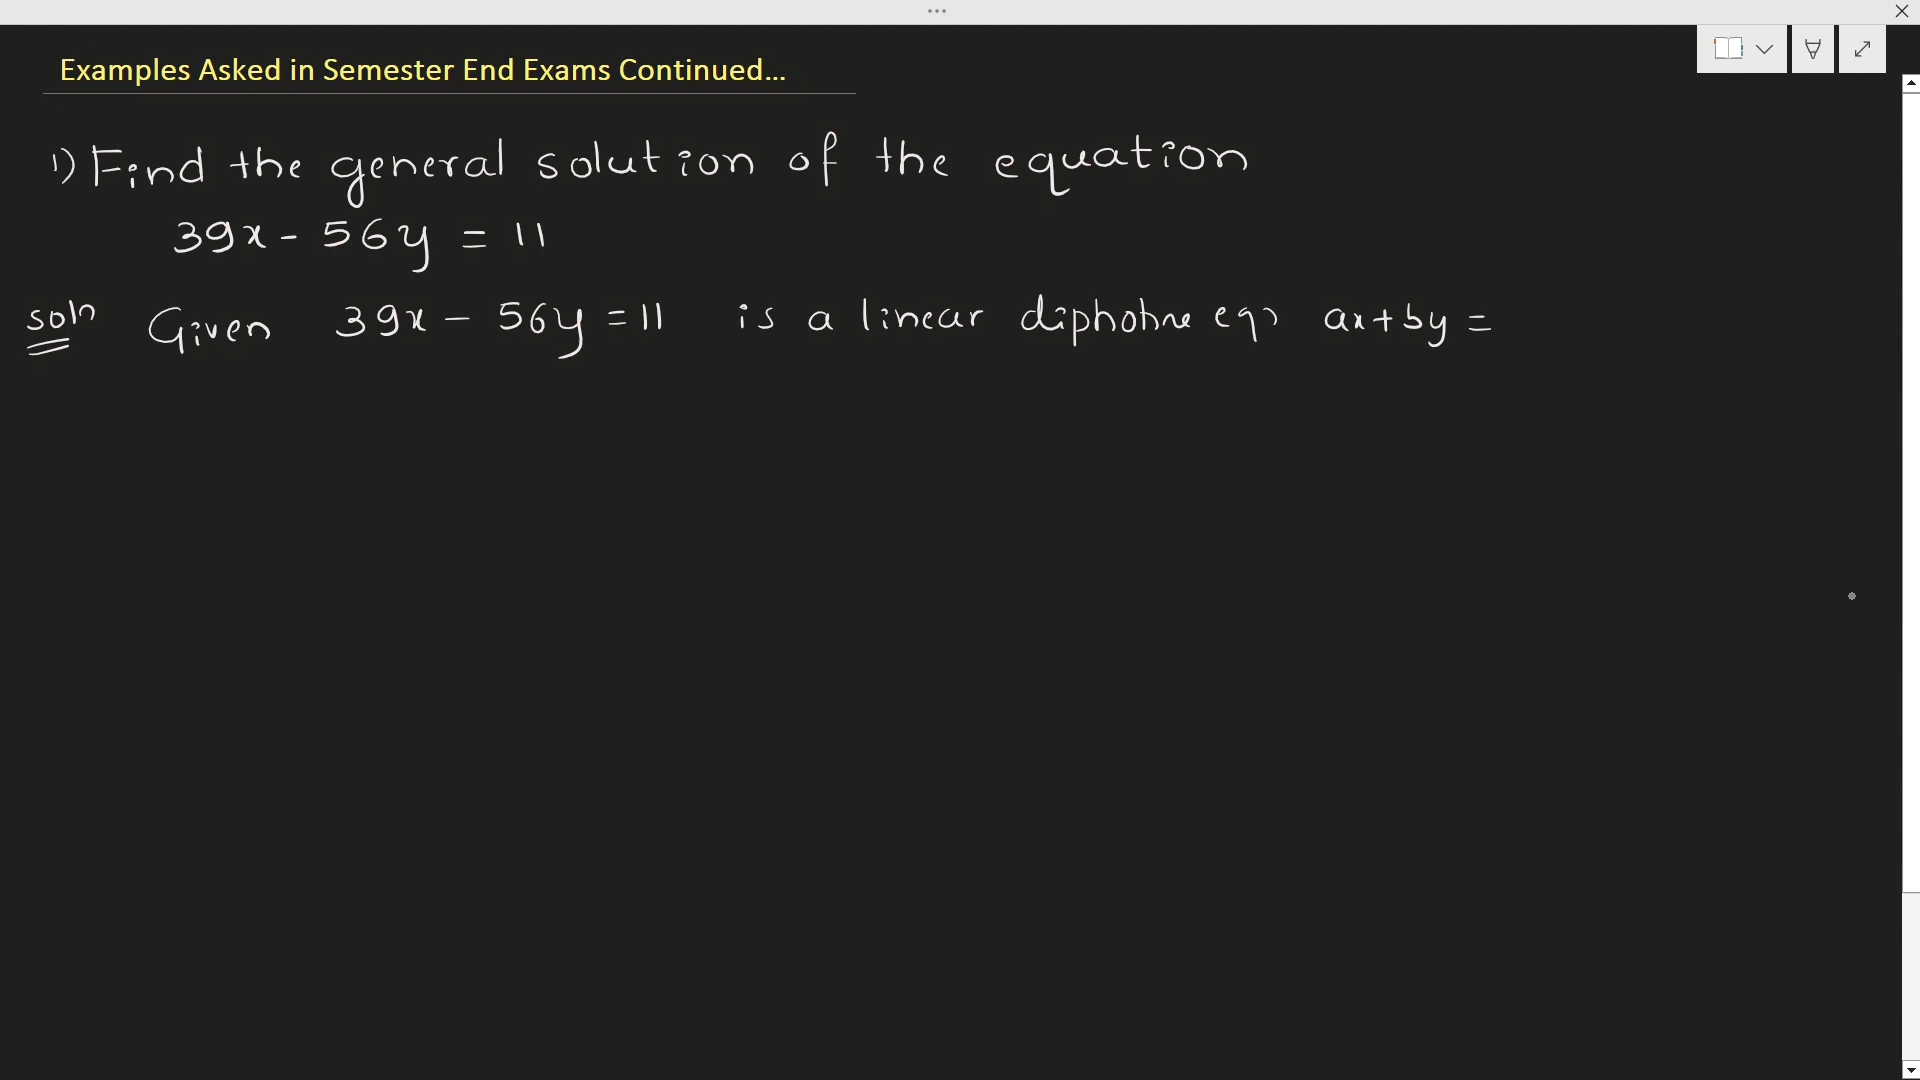 Examples Asked in Semester End Exams Continued...
1) Find the general solution of the equation
39x - 56y = 11
soln Given 39x - 56y = 11 is a linear diphotine eqn ax + by =